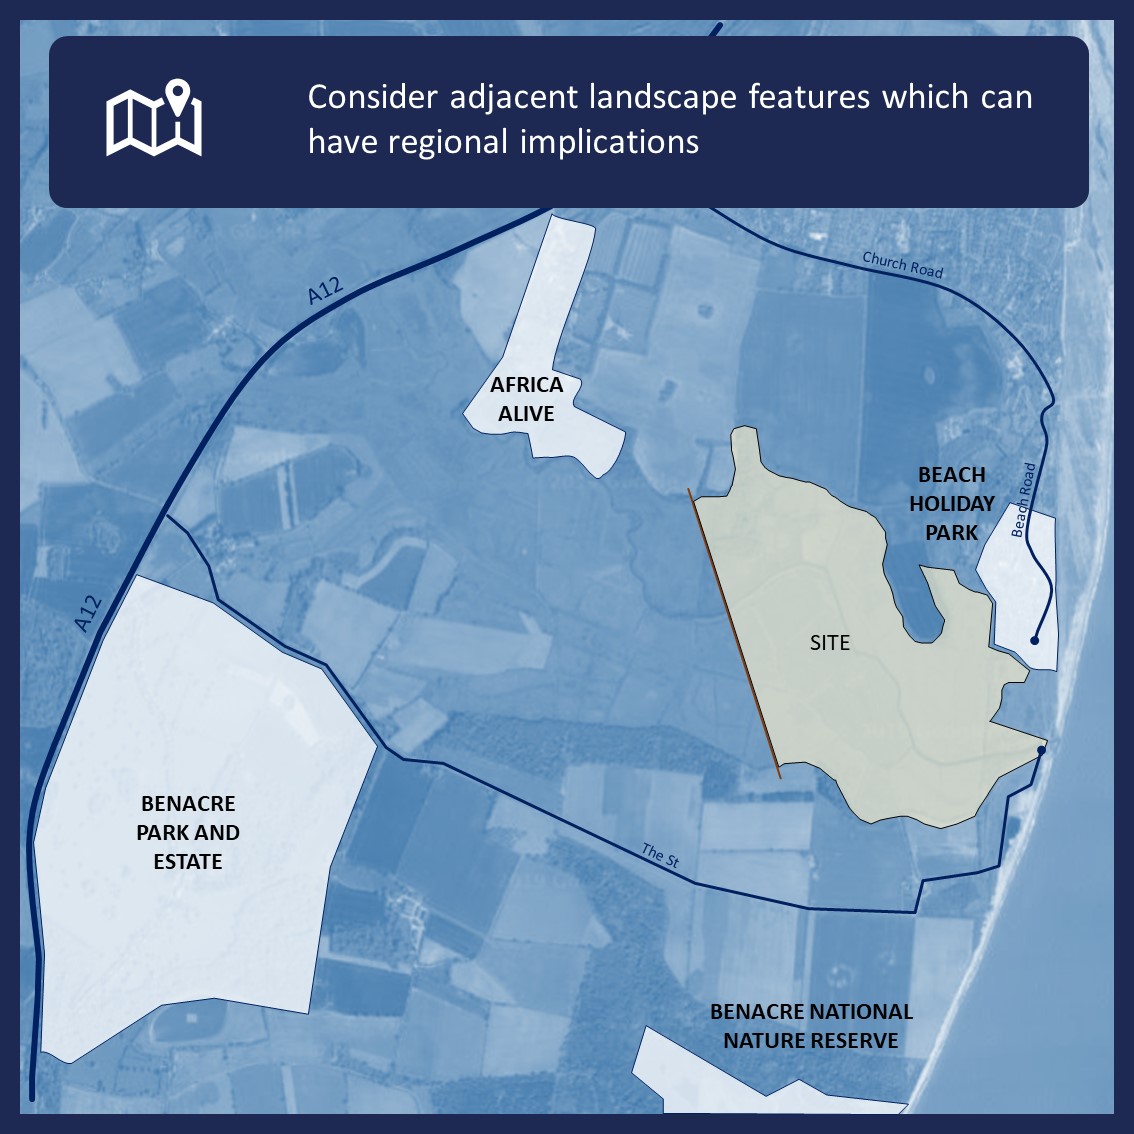 Consider adjacent landscape features which can
have regional implications
Church Road
A12
AFRICA
ALIVE
BEACH
HOLIDAY
PARK
Beach Road
A12
SITE
BENACRE
PARK AND
ESTATE
The St
BENACRE NATIONAL
NATURE RESERVE